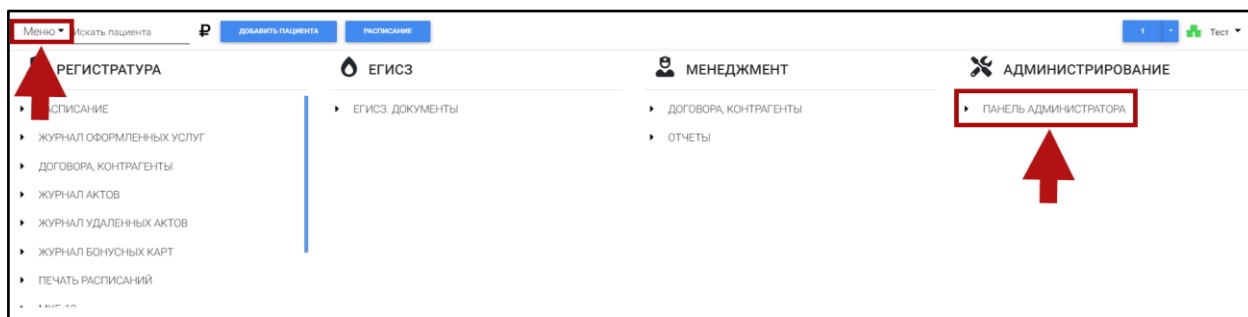 Меню Искать пациента ₽ ДОБАВИТЬ ПАЦИЕНТА РАСПИСАНИЕ 1 Тест
РЕГИСТРАТУРА
РАСПИСАНИЕ
ЖУРНАЛ ОФОРМЛЕННЫХ УСЛУГ
ДОГОВОРА, КОНТРАГЕНТЫ
ЖУРНАЛ АКТОВ
ЖУРНАЛ УДАЛЕННЫХ АКТОВ
ЖУРНАЛ БОНУСНЫХ КАРТ
ПЕЧАТЬ РАСПИСАНИЙ
ЕГИСЗ
ЕГИСЗ. ДОКУМЕНТЫ
МЕНЕДЖМЕНТ
ДОГОВОРА, КОНТРАГЕНТЫ
ОТЧЕТЫ
АДМИНИСТРИРОВАНИЕ
ПАНЕЛЬ АДМИНИСТРАТОРА